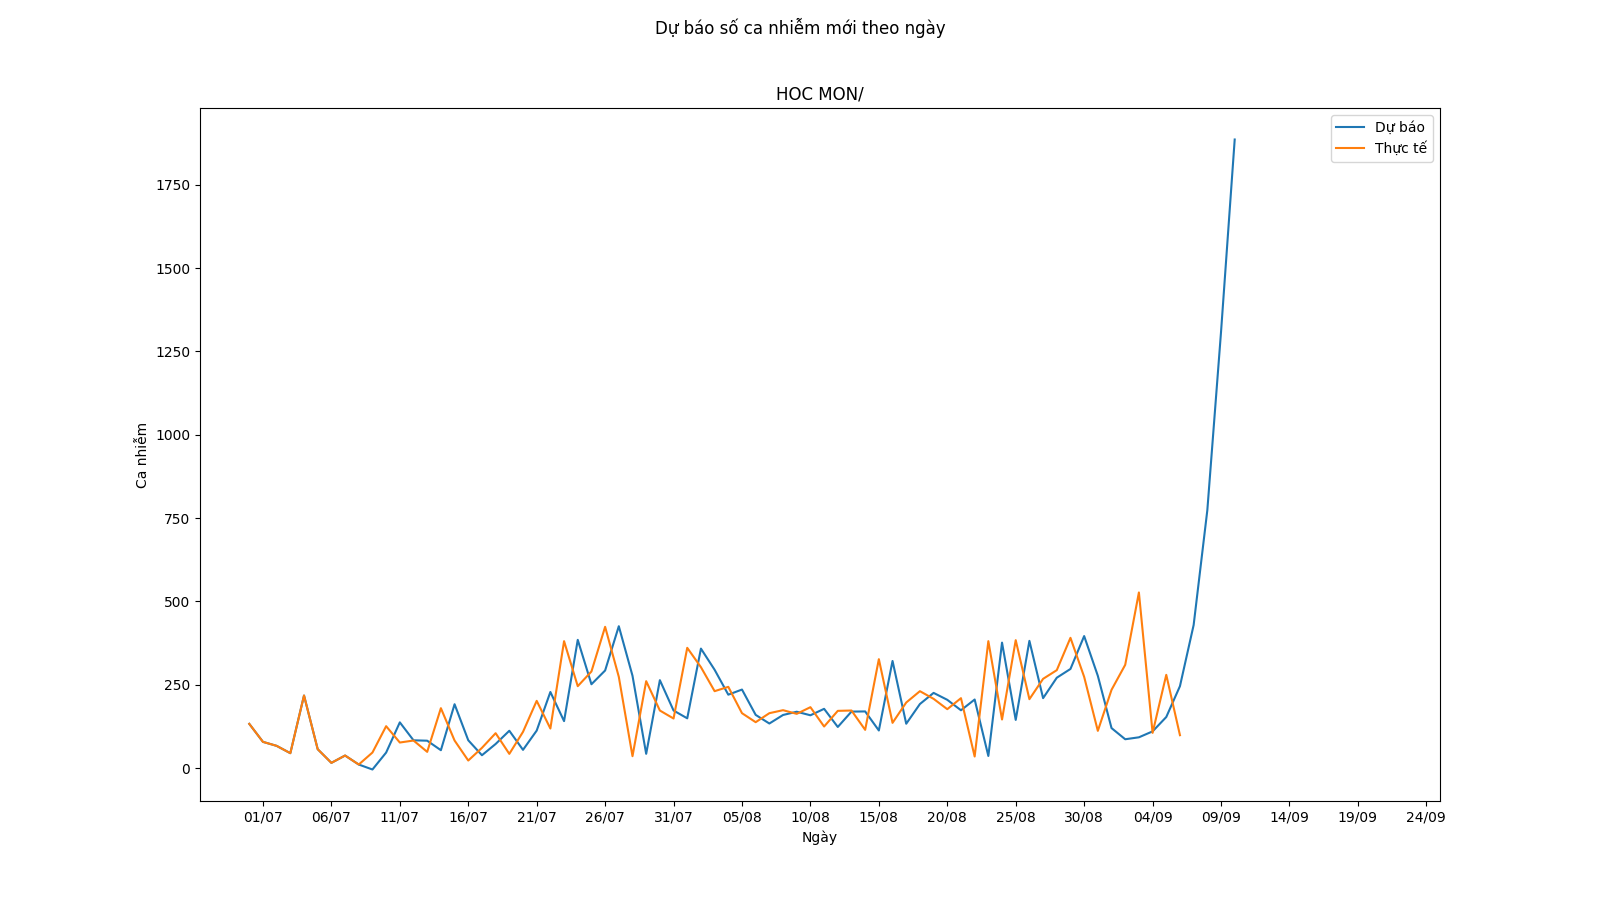 Dự báo số ca nhiễm mới theo ngày
HOC MON/
Dự báo
Thực tế
1750
1500
1250
1000
750
500
250
0
Ca nhiễm
01/07 06/07 11/07 16/07 21/07 26/07 31/07 05/08 10/08 15/08 20/08 25/08 30/08 04/09 09/09 14/09 19/09 24/09
Ngày